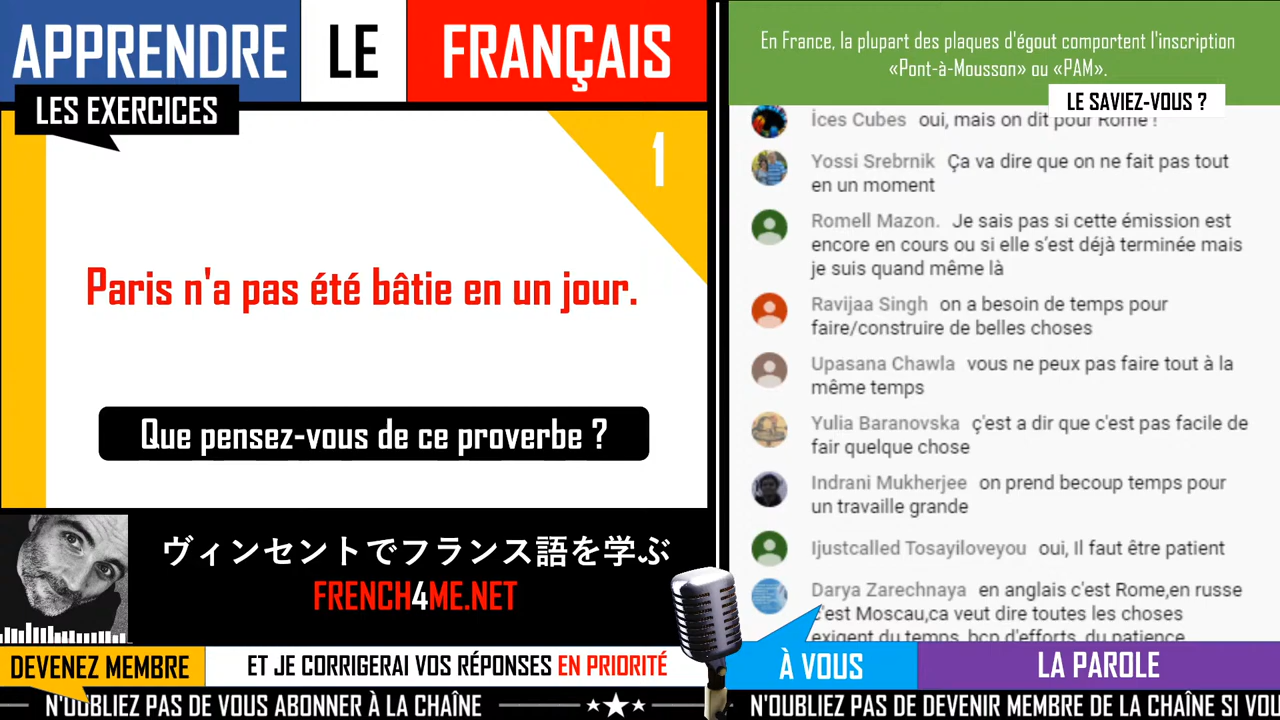 APPRENDRE LE FRANÇAIS
LES EXERCICES
1
Paris n'a pas été bâtie en un jour.
Que pensez-vous de ce proverbe ?
ヴィンセントでフランス語を学ぶ
FRENCH4ME.NET
DEVENEZ MEMBRE
ET JE CORRIGERAI VOS RÉPONSES EN PRIORITÉ
N'OUBLIEZ PAS DE VOUS ABONNER À LA CHAÎNE
En France, la plupart des plaques d'égout comportent l'inscription
«Pont-à-Mousson» ou «PAM».
LE SAVIEZ-VOUS ?
İces Cubes oui, mais on dit pour Rome !
Yossi Srebrnik Ça va dire que on ne fait pas tout
en un moment
Romell Mazon. Je sais pas si cette émission est
encore en cours ou si elle s'est déjà terminée mais
je suis quand même là
Ravijaa Singh on a besoin de temps pour
faire/construire de belles choses
Upasana Chawla vous ne peux pas faire tout à la
même temps
Yulia Baranovska ç'est a dir que c'est pas facile de
fair quelque chose
Indrani Mukherjee on prend becoup temps pour
un travaille grande
Ijustcalled Tosayiloveyou oui, Il faut être patient
Darya Zarechnaya en anglais c'est Rome,en russe
c'est Moscau,ca veut dire toutes les choses
exigent du temps, bcp d'efforts, du patience
À VOUS LA PAROLE
N'OUBLIEZ PAS DE DEVENIR MEMBRE DE LA CHAÎNE SI VOU